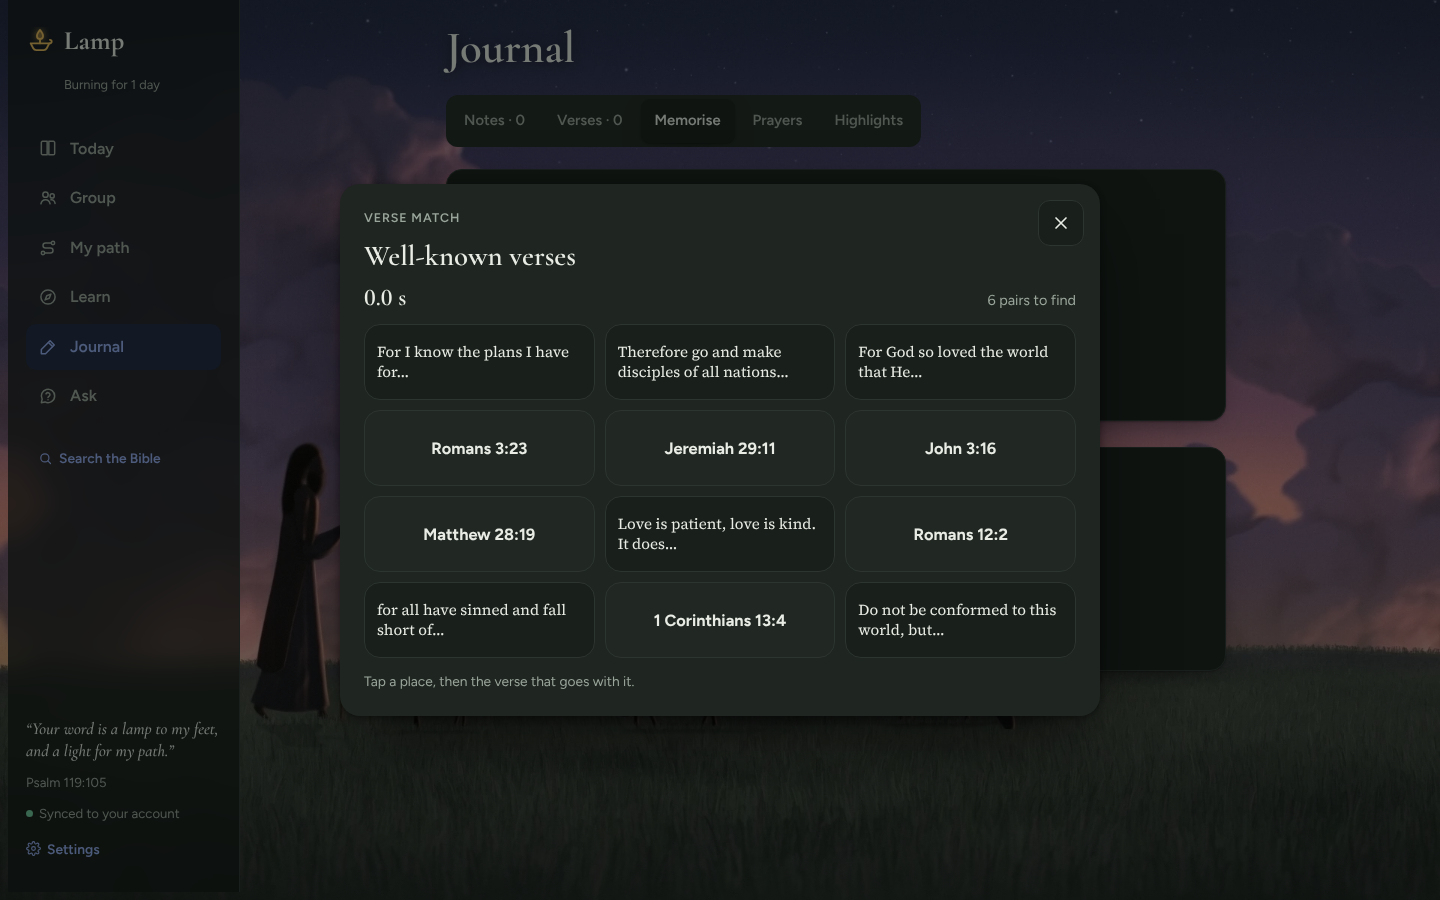 Lamp
Burning for 1 day
Today
Group
My path
Learn
Journal
Ask
Search the Bible
“Your word is a lamp to my feet,
and a light for my path.”
Psalm 119:105
Synced to your account
Settings
Journal
Notes · 0
Verses · 0
Memorise
Prayers
Highlights
VERSE MATCH
Well-known verses
0.0 s
6 pairs to find
For I know the plans I have
for...
Therefore go and make
disciples of all nations...
For God so loved the world
that He...
Romans 3:23
Jeremiah 29:11
John 3:16
Matthew 28:19
Love is patient, love is kind.
It does...
Romans 12:2
for all have sinned and fall
short of...
1 Corinthians 13:4
Do not be conformed to this
world, but...
Tap a place, then the verse that goes with it.